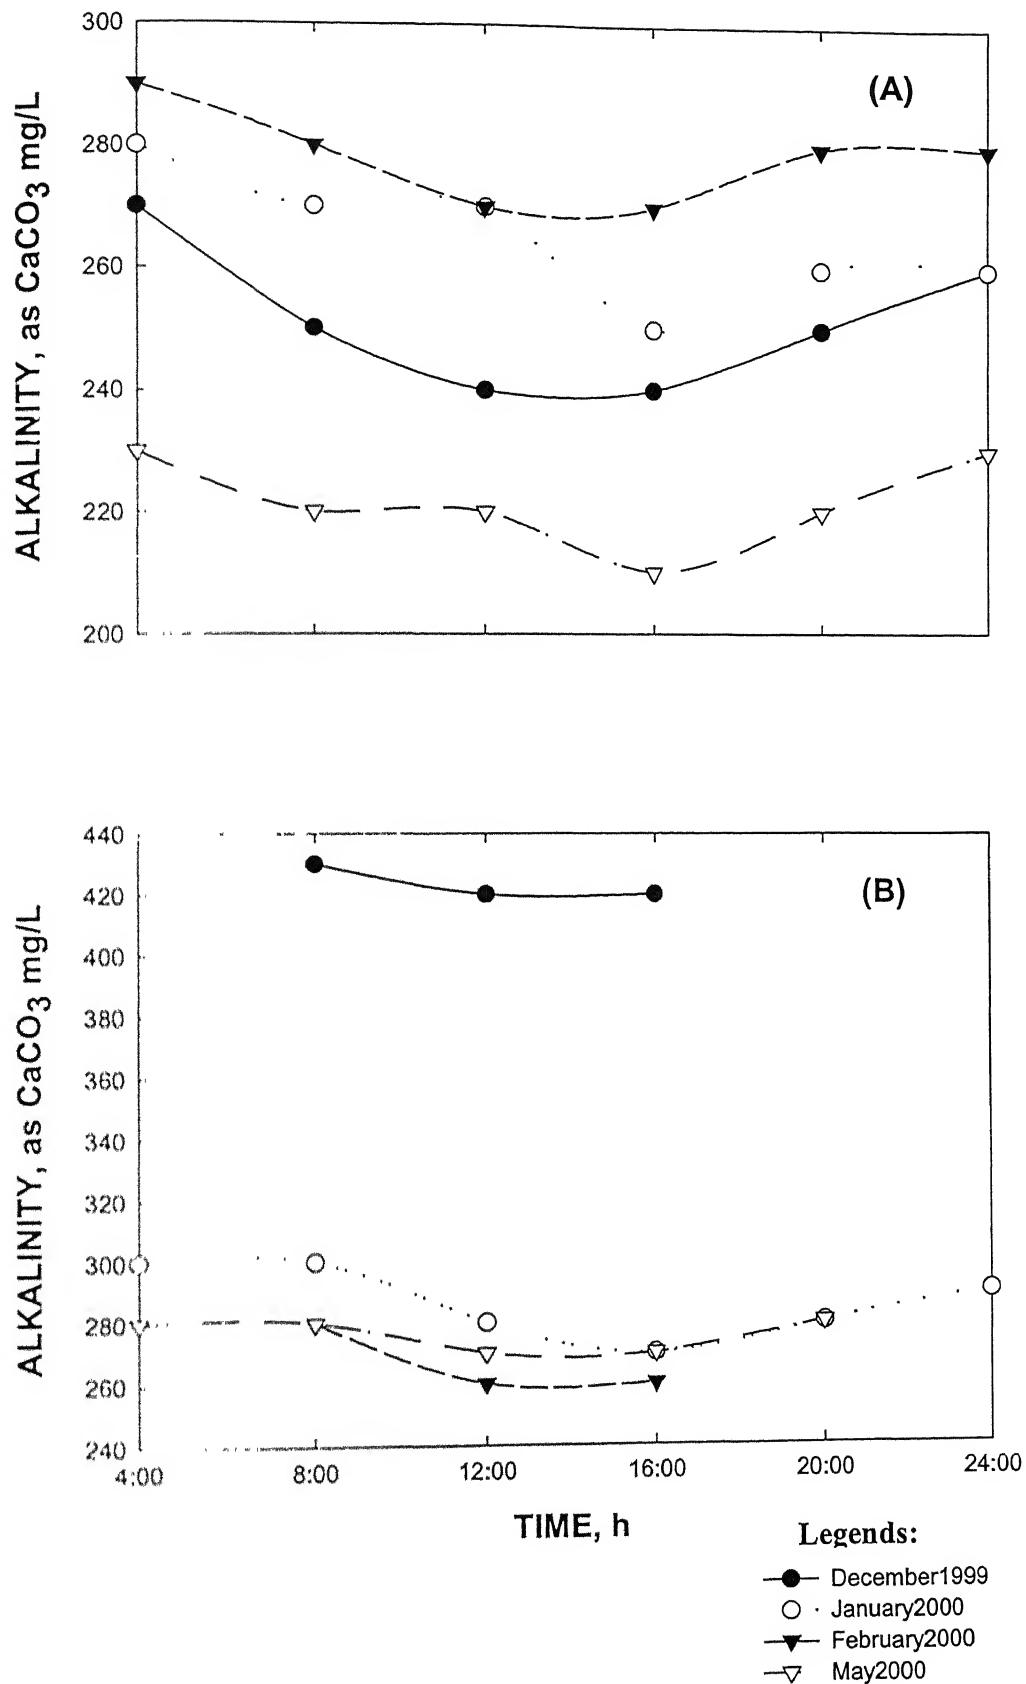 300
280
260
240
220
200
ALKALINITY, as CaCO3 mg/L
(A)
440
420
400
380
360
340
320
300
280
260
240
ALKALINITY, as CaCO3 mg/L
(B)
4:00 8:00 12:00 16:00 20:00 24:00
TIME, h
Legends:
December1999
January2000
February2000
May2000